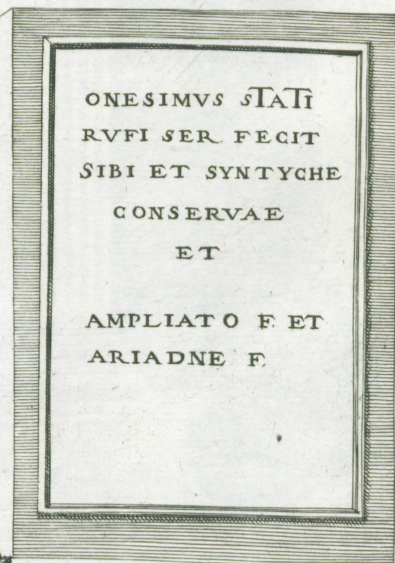 ONESIMVS STATI
RVFI SER. FECIT
SIBI ET SYNTYCHE
CONSERVAE
ET
AMPLIATO F. ET
ARIADNE F.